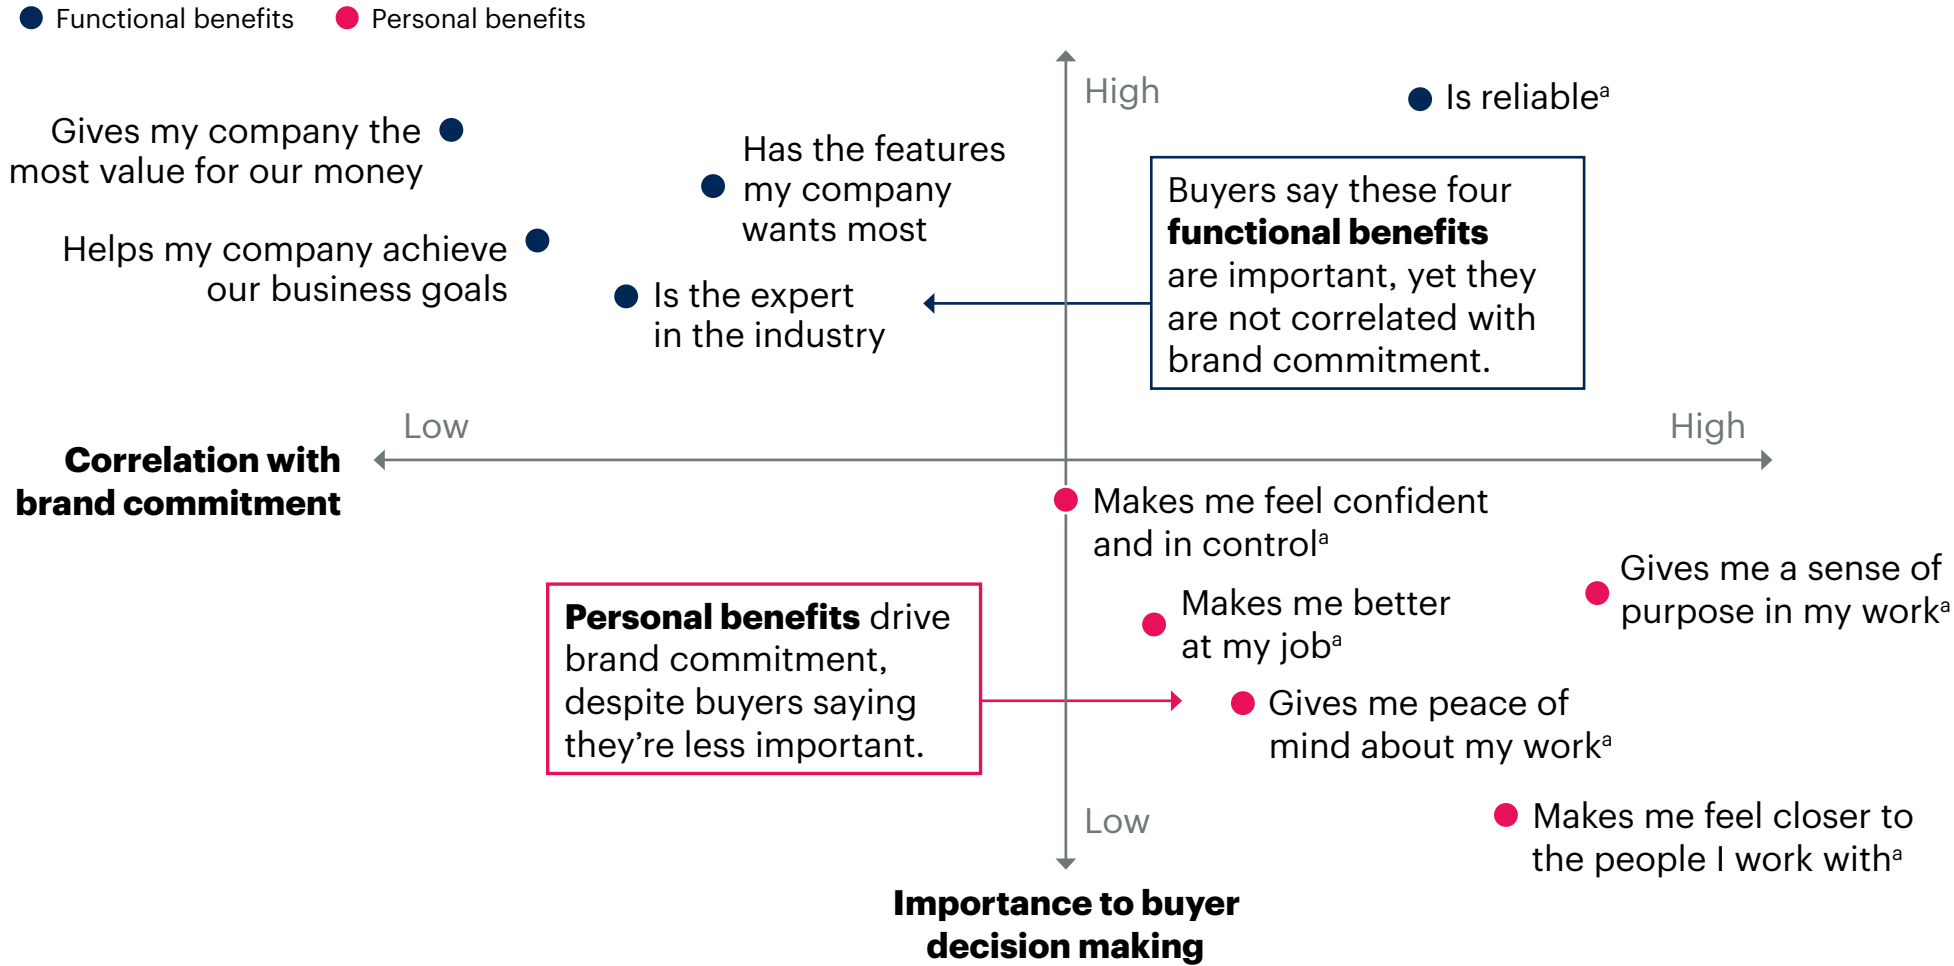 Functional benefits
Personal benefits
High
Is reliableᵃ
Gives my company the
most value for our money
Has the features
my company
wants most
Helps my company achieve
our business goals
Is the expert
in the industry
Buyers say these four
functional benefits
are important, yet they
are not correlated with
brand commitment.
Low
High
Correlation with
brand commitment
Makes me feel confident
and in controlᵃ
Gives me a sense of
purpose in my workᵃ
Makes me better
at my jobᵃ
Personal benefits drive
brand commitment,
despite buyers saying
they’re less important.
Gives me peace of
mind about my workᵃ
Low
Makes me feel closer to
the people I work withᵃ
Importance to buyer
decision making